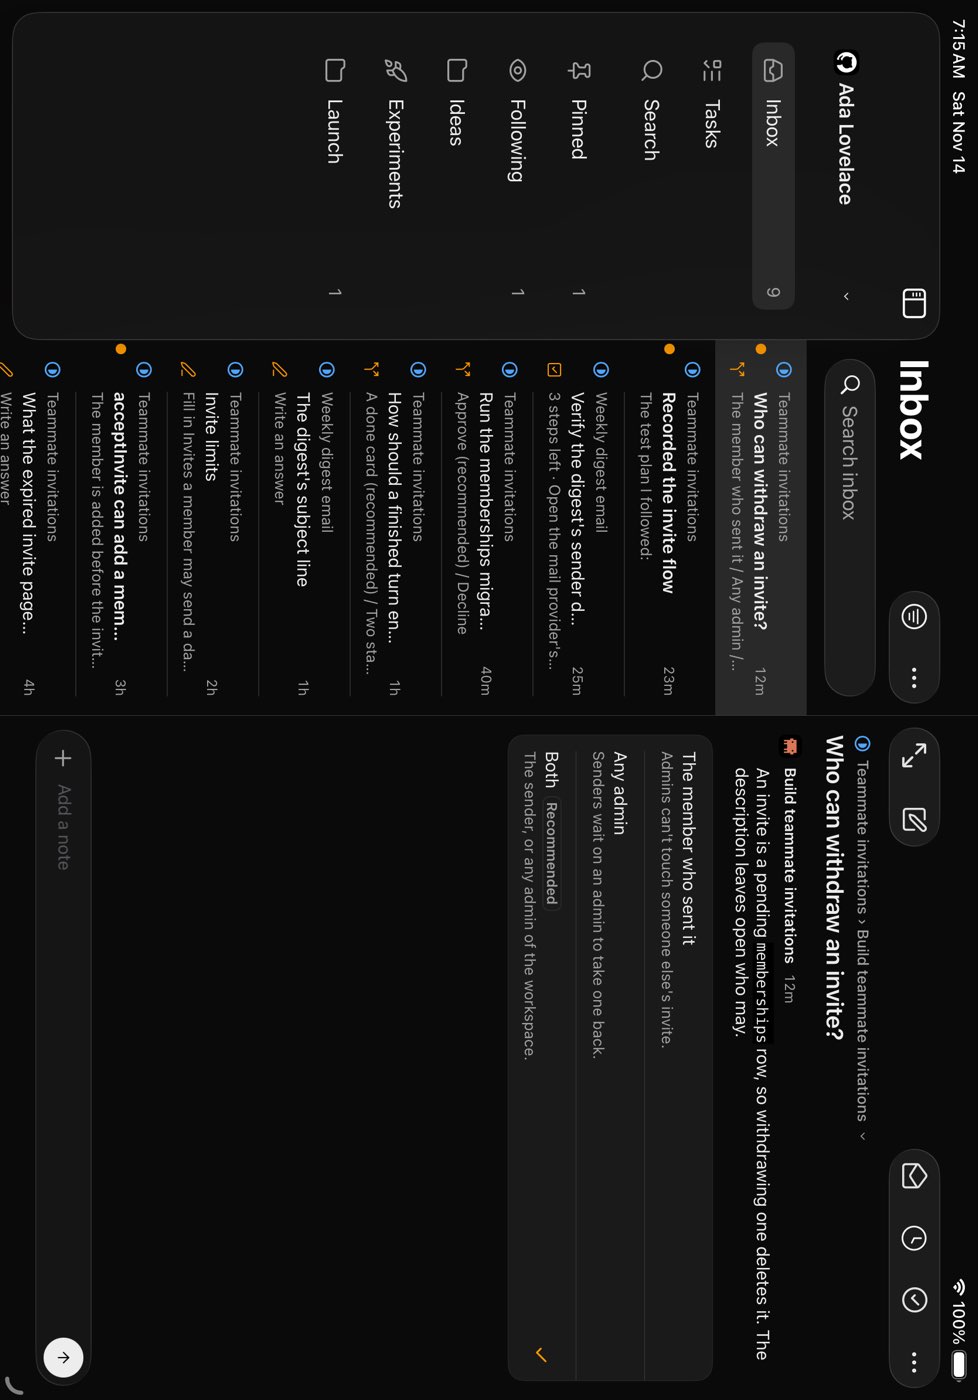 7:15 AM Sat Nov 14
100%
Ada Lovelace
Inbox 9
Tasks
Search
Pinned 1
Following 1
Ideas
Experiments
Launch 1
Inbox
Search inbox
Teammate invitations
Who can withdraw an invite? 12m
The member who sent it / Any admin /...
Teammate invitations
Recorded the invite flow 23m
The test plan I followed:
Weekly digest email
Verify the digest's sender d... 25m
3 steps left · Open the mail provider's...
Teammate invitations
Run the memberships migra... 40m
Approve (recommended) / Decline
Teammate invitations
How should a finished turn en... 1h
A done card (recommended) / Two sta...
Weekly digest email
The digest's subject line 1h
Write an answer
Teammate invitations
Invite limits 2h
Fill in Invites a member may send a da...
Teammate invitations
acceptInvite can add a mem... 3h
The member is added before the invit...
Teammate invitations
What the expired invite page... 4h
Write an answer
Teammate invitations › Build teammate invitations
Who can withdraw an invite?
Build teammate invitations 12m
An invite is a pending memberships row, so withdrawing one deletes it. The
description leaves open who may.
The member who sent it
Admins can't touch someone else's invite.
Any admin
Senders wait on an admin to take one back.
Both Recommended
The sender, or any admin of the workspace.
Add a note